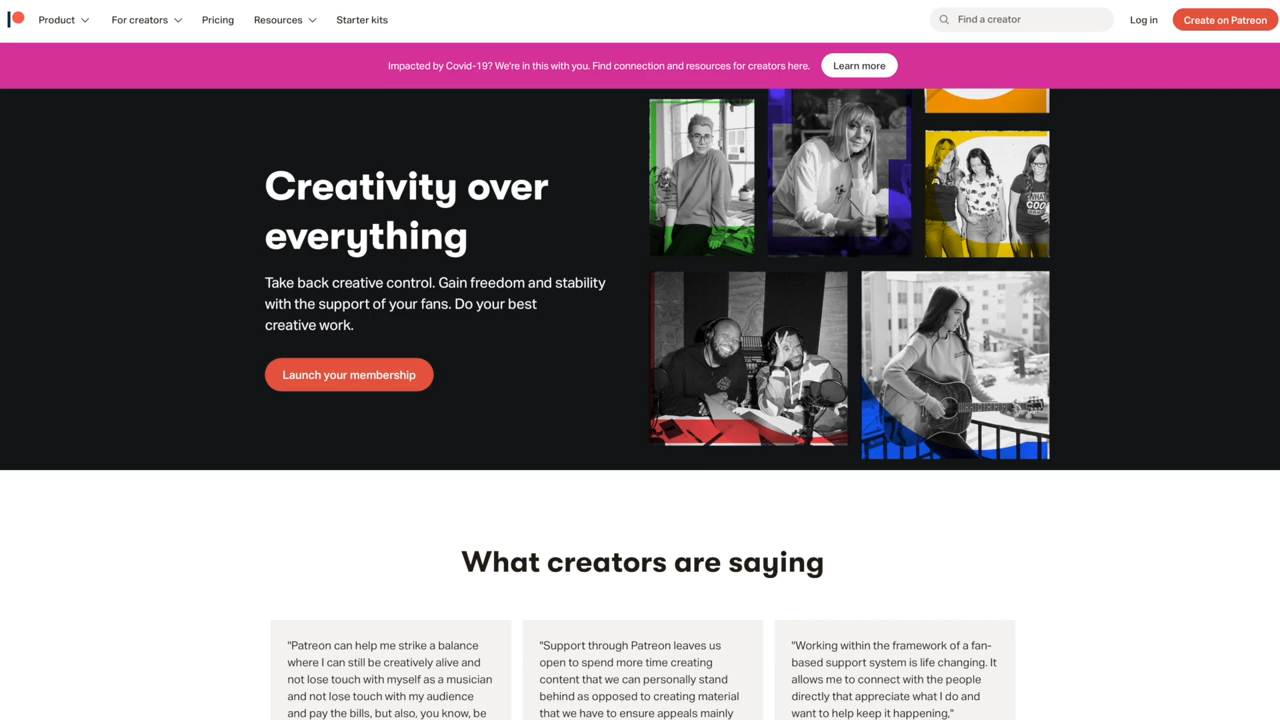 Product
For creators
Pricing
Resources
Starter kits
Find a creator
Log in
Create on Patreon
Impacted by Covid-19? We're in this with you. Find connection and resources for creators here.
Learn more
Creativity over
everything
Take back creative control. Gain freedom and stability
with the support of your fans. Do your best
creative work.
Launch your membership
What creators are saying
"Patreon can help me strike a balance
where I can still be creatively alive and
not lose touch with myself as a musician
and not lose touch with my audience
and pay the bills, but also, you know, be
"Support through Patreon leaves us
open to spend more time creating
content that we can personally stand
behind as opposed to creating material
that we have to ensure appeals mainly
"Working within the framework of a fan-
based support system is life changing. It
allows me to connect with the people
directly that appreciate what I do and
want to help keep it happening,"